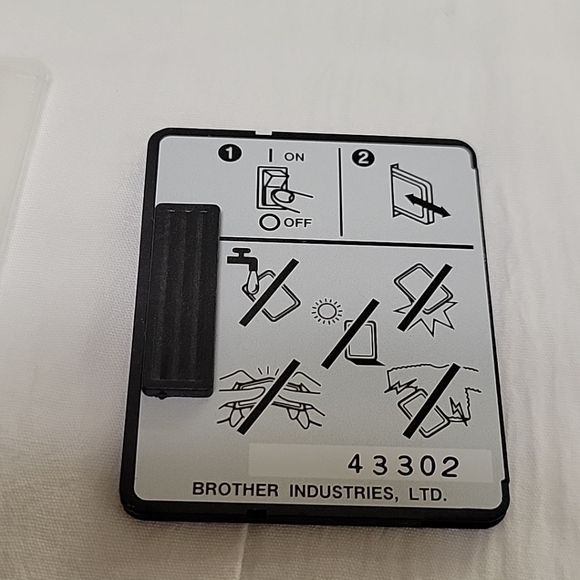 1 | ON 2
O OFF
43302
BROTHER INDUSTRIES, LTD.